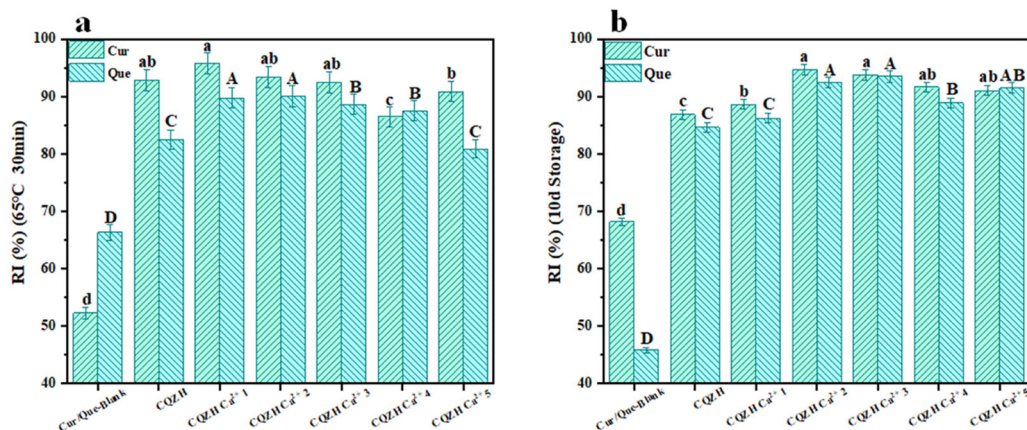 a
RI (%) (65°C 30min)
100
90
80
70
60
50
40
Cur
Que
d
D
ab
C
a
A
ab
A
ab
B
c
B
b
C
Cur/Que-Blank
CQZH
CQZH Ca²⁺ 1
CQZH Ca²⁺ 2
CQZH Ca²⁺ 3
CQZH Ca²⁺ 4
CQZH Ca²⁺ 5
b
RI (%) (10d Storage)
100
90
80
70
60
50
40
Cur
Que
d
D
c
C
b
C
a
A
a
A
ab
B
ab
AB
Cur/Que-Blank
CQZH
CQZH Ca²⁺ 1
CQZH Ca²⁺ 2
CQZH Ca²⁺ 3
CQZH Ca²⁺ 4
CQZH Ca²⁺ 5